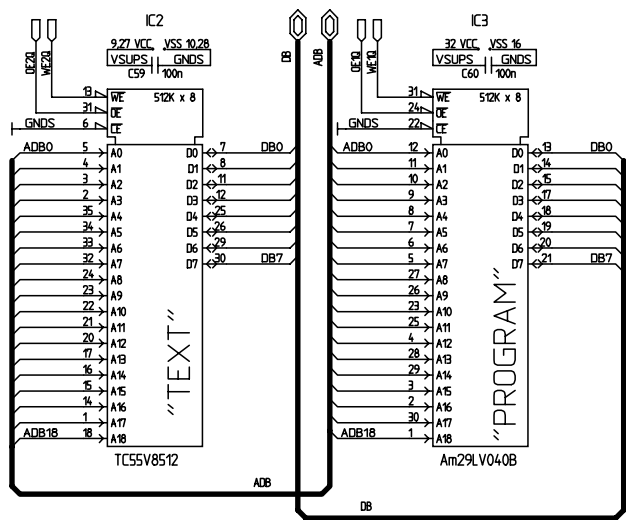 IC2
9,27 VCC VSS 10,28
VSUPS GNDS
C59 100n
OE2Q
WE2Q
13 WE 512K x 8
31 OE
GNDS 6 CE
ADB0 5 A0 D0 7 DB0
4 A1 D1 8
3 A2 D2 11
2 A3 D3 12
35 A4 D4 25
34 A5 D5 26
33 A6 D6 29
32 A7 D7 30 DB7
24 A8
23 A9
22 A10
21 A11
20 A12
17 A13
16 A14
15 A15
14 A16
1 A17
ADB18 18 A18
"TEXT"
TC55V8512
DB
ADB
IC3
32 VCC VSS 16
VSUPS GNDS
C60 100n
OE1Q
WE1Q
31 WE 512K x 8
24 OE
GNDS 22 CE
ADB0 12 A0 D0 13 DB0
11 A1 D1 14
10 A2 D2 15
9 A3 D3 17
8 A4 D4 18
7 A5 D5 19
6 A6 D6 20
5 A7 D7 21 DB7
27 A8
26 A9
23 A10
25 A11
4 A12
28 A13
29 A14
3 A15
2 A16
30 A17
ADB18 1 A18
"PROGRAM"
Am29LV040B
ADB
DB